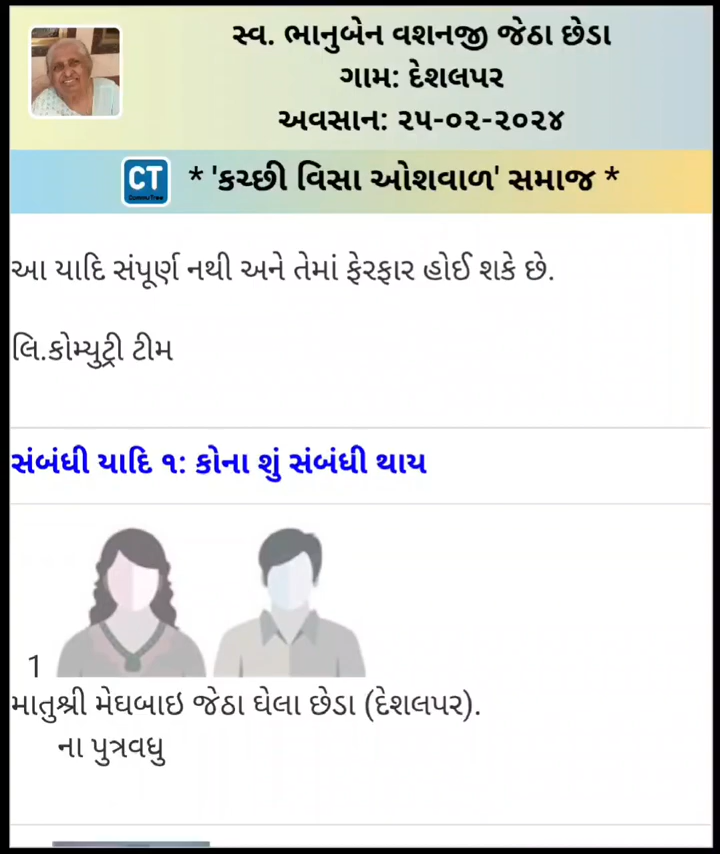 સ્વ. ભાનુબેન વશનજી જેઠા છેડા
ગામ: દેશલપર
અવસાન: ૨૫-૦૨-૨૦૨૪
CT
CommuTree
* 'કચ્છી વિસા ઓશવાળ' સમાજ *
આ યાદિ સંપૂર્ણ નથી અને તેમાં ફેરફાર હોઈ શકે છે.
લિ.કોમ્યુટ્રી ટીમ
સંબંધી યાદિ ૧: કોના શું સંબંધી થાય
1
માતુશ્રી મેઘબાઇ જેઠા ઘેલા છેડા (દેશલપર).
ના પુત્રવધુ